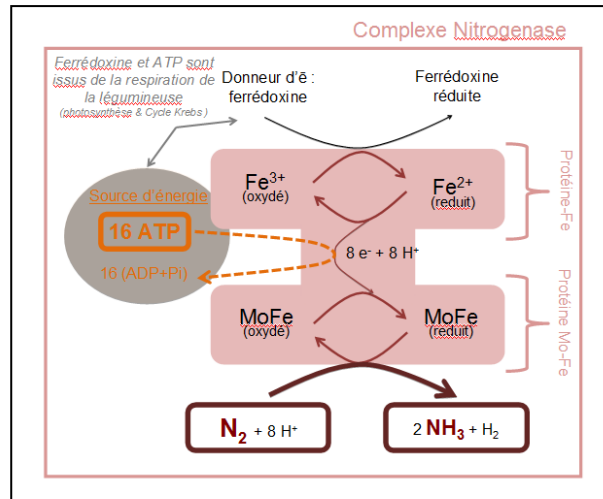 Complexe Nitrogenase
Ferrédoxine et ATP sont
issus de la respiration de
la légumineuse
(photosynthèse & Cycle Krebs)
Donneur d'ē :
ferrédoxine
Ferrédoxine
réduite
Fe³⁺
(oxydé)
Fe²⁺
(reduit)
Protéine-Fe
Source d'énergie
16 ATP
16 (ADP+Pi)
8 e⁻ + 8 H⁺
MoFe
(oxydé)
MoFe
(reduit)
Protéine Mo-Fe
N₂ + 8 H⁺
2 NH₃ + H₂